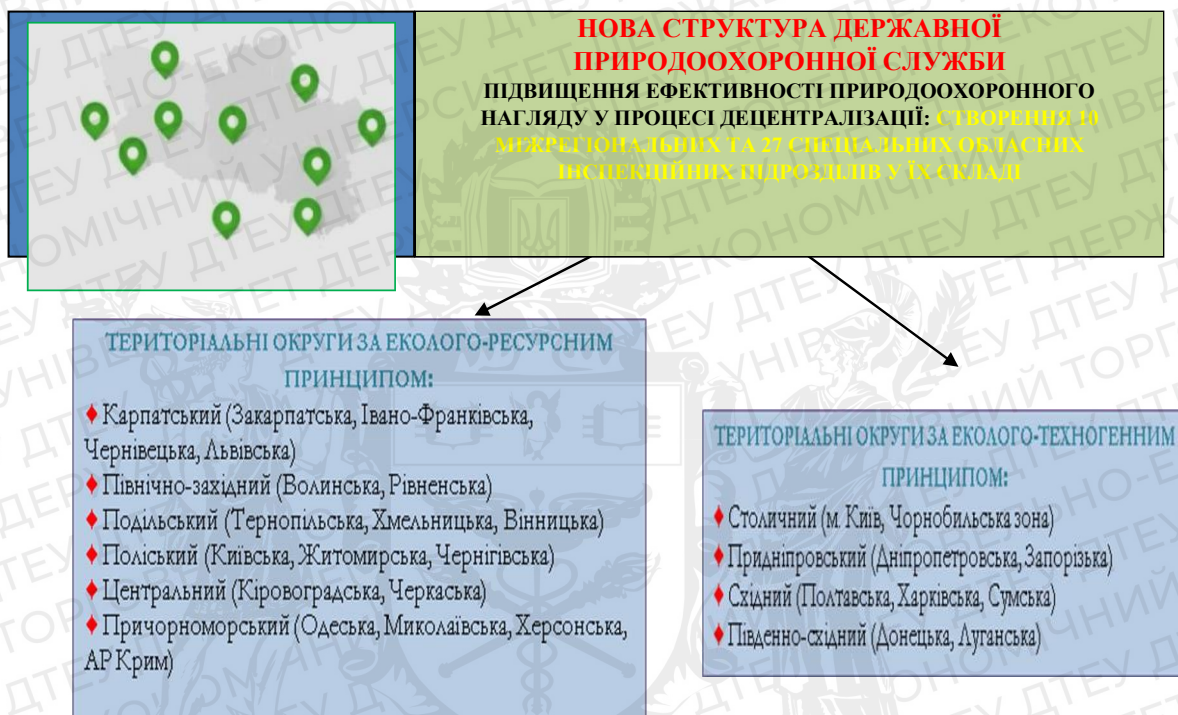 НОВА СТРУКТУРА ДЕРЖАВНОЇ
ПРИРОДООХОРОННОЇ СЛУЖБИ
ПІДВИЩЕННЯ ЕФЕКТИВНОСТІ ПРИРОДООХОРОННОГО
НАГЛЯДУ У ПРОЦЕСІ ДЕЦЕНТРАЛІЗАЦІЇ: СТВОРЕННЯ 10
МІЖРЕГІОНАЛЬНИХ ТА 27 СПЕЦІАЛЬНИХ ОБЛАСНИХ
ІНСПЕКЦІЙНИХ ПІДРОЗДІЛІВ У ЇХ СКЛАДІ
ТЕРИТОРІАЛЬНІ ОКРУГИ ЗА ЕКОЛОГО-РЕСУРСНИМ
ПРИНЦИПОМ:
♦ Карпатський (Закарпатська, Івано-Франківська,
Чернівецька, Львівська)
♦ Північно-західний (Волинська, Рівненська)
♦ Подільський (Тернопільська, Хмельницька, Вінницька)
♦ Поліський (Київська, Житомирська, Чернігівська)
♦ Центральний (Кіровоградська, Черкаська)
♦ Причорноморський (Одеська, Миколаївська, Херсонська,
АР Крим)
ТЕРИТОРІАЛЬНІ ОКРУГИ ЗА ЕКОЛОГО-ТЕХНОГЕННИМ
ПРИНЦИПОМ:
♦ Столичний (м. Київ, Чорнобильська зона)
♦ Придніпровський (Дніпропетровська, Запорізька)
♦ Східний (Полтавська, Харківська, Сумська)
♦ Південно-східний (Донецька, Луганська)